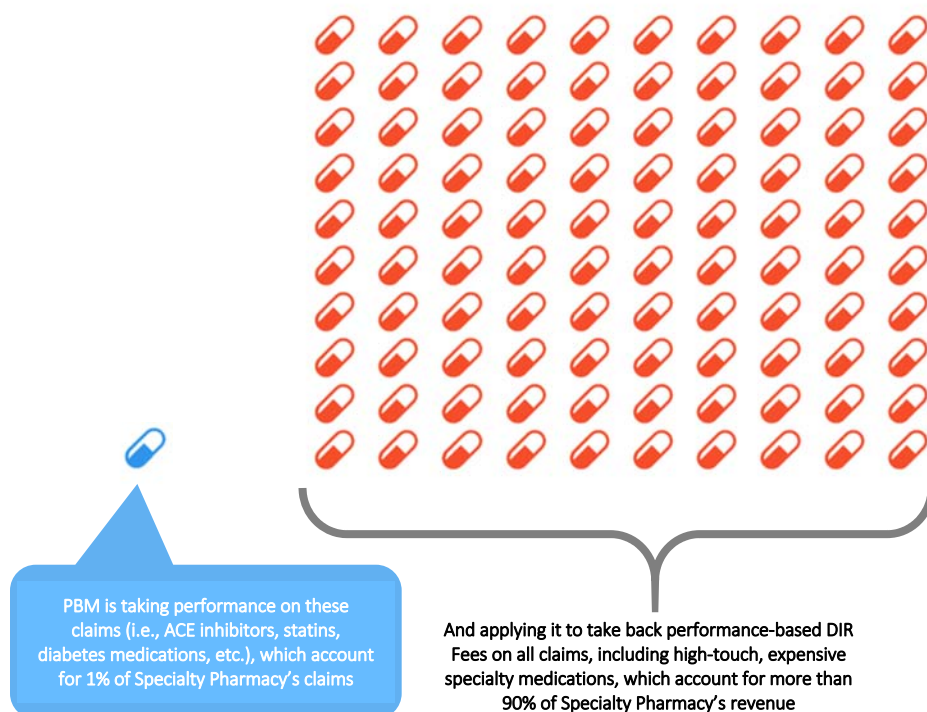 PBM is taking performance on these
claims (i.e., ACE inhibitors, statins,
diabetes medications, etc.), which account
for 1% of Specialty Pharmacy's claims
And applying it to take back performance-based DIR
Fees on all claims, including high-touch, expensive
specialty medications, which account for more than
90% of Specialty Pharmacy's revenue